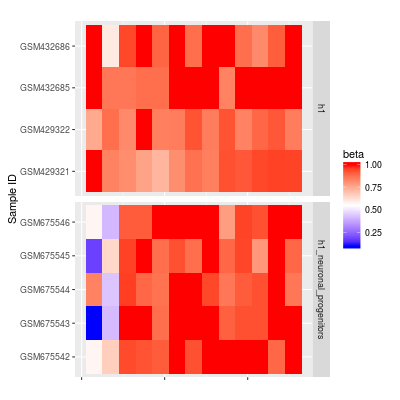 Sample ID
GSM432686
GSM432685
GSM429322
GSM429321
h1
GSM675546
GSM675545
GSM675544
GSM675543
GSM675542
h1_neuronal_progenitors
beta
1.00
0.75
0.50
0.25